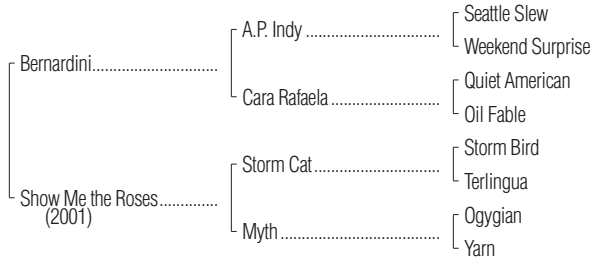 Seattle Slew
A.P. Indy ..............................
Weekend Surprise
Bernardini............................
Quiet American
Cara Rafaela ........................
Oil Fable
Storm Bird
Storm Cat ............................
Terlingua
Show Me the Roses.............
(2001)
Ogygian
Myth ...................................
Yarn